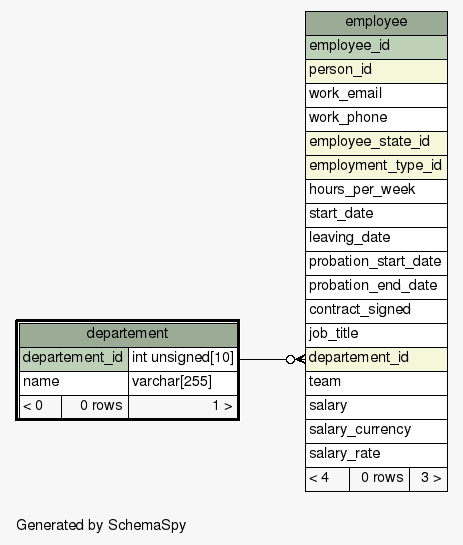 employee
employee_id
person_id
work_email
work_phone
employee_state_id
employment_type_id
hours_per_week
start_date
leaving_date
probation_start_date
probation_end_date
contract_signed
job_title
departement_id
team
salary
salary_currency
salary_rate
< 4 0 rows 3 >
departement
departement_id int unsigned[10]
name varchar[255]
< 0 0 rows 1 >
Generated by SchemaSpy